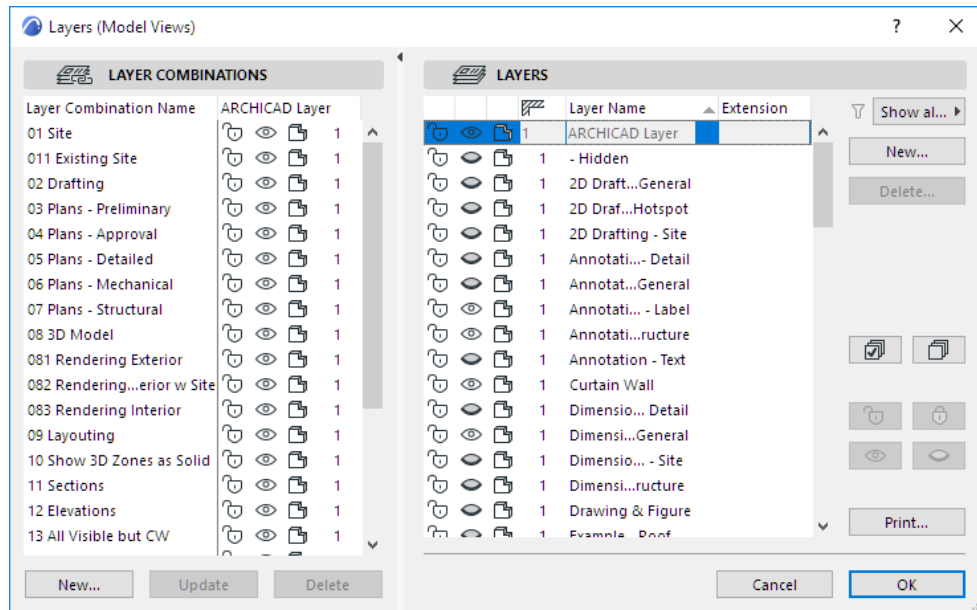 Layers (Model Views) ?
LAYER COMBINATIONS
Layer Combination Name ARCHICAD Layer
01 Site 1
011 Existing Site 1
02 Drafting 1
03 Plans - Preliminary 1
04 Plans - Approval 1
05 Plans - Detailed 1
06 Plans - Mechanical 1
07 Plans - Structural 1
08 3D Model 1
081 Rendering Exterior 1
082 Rendering...erior w Site 1
083 Rendering Interior 1
09 Layouting 1
10 Show 3D Zones as Solid 1
11 Sections 1
12 Elevations 1
13 All Visible but CW 1
New... Update Delete
LAYERS
Layer Name Extension
1 ARCHICAD Layer
1 - Hidden
1 2D Draft...General
1 2D Draf...Hotspot
1 2D Drafting - Site
1 Annotati...- Detail
1 Annotat...General
1 Annotati... - Label
1 Annotati...ructure
1 Annotation - Text
1 Curtain Wall
1 Dimensio... Detail
1 Dimensi...General
1 Dimensio... - Site
1 Dimensi...ructure
1 Drawing & Figure
1 Example...Roof
Show al...
New...
Delete...
Print...
Cancel OK